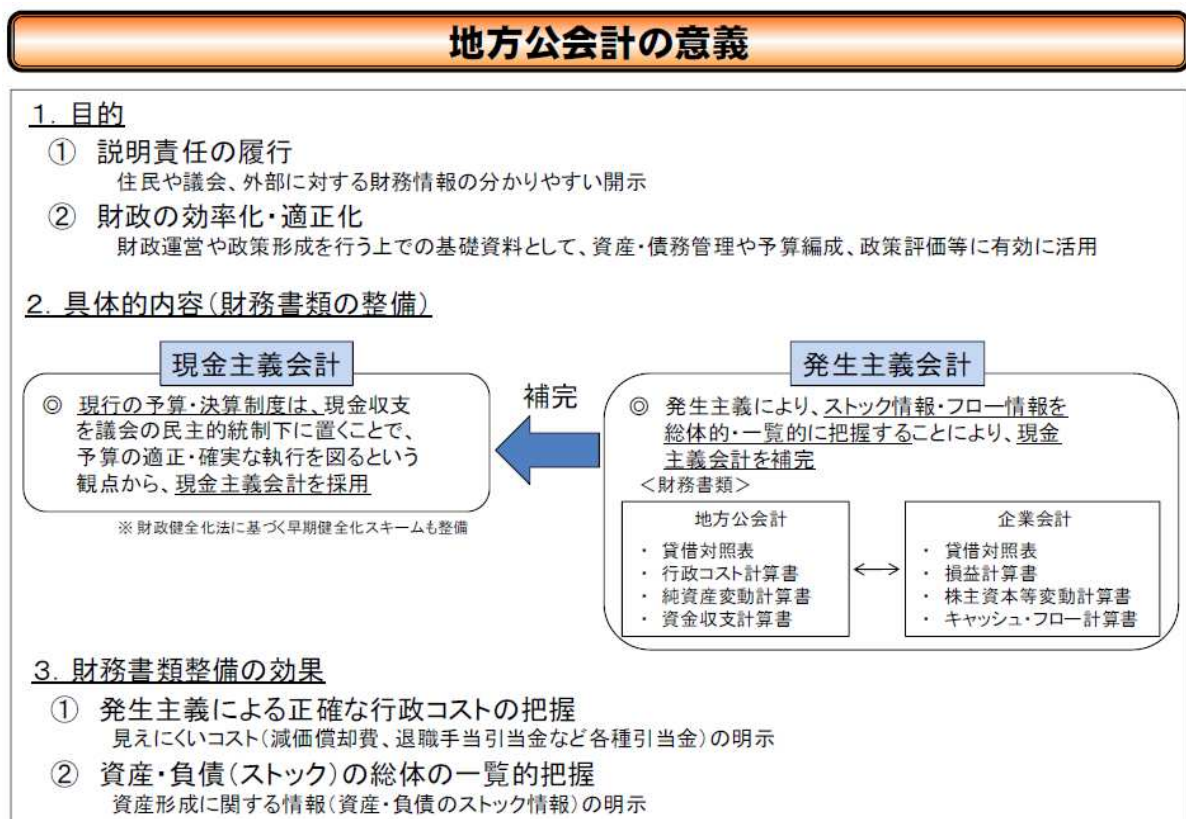 地方公会計の意義
1．目的
① 説明責任の履行
住民や議会、外部に対する財務情報の分かりやすい開示
② 財政の効率化・適正化
財政運営や政策形成を行う上での基礎資料として、資産・債務管理や予算編成、政策評価等に有効に活用
2．具体的内容（財務書類の整備）
現金主義会計
◎ 現行の予算・決算制度は、現金収支
を議会の民主的統制下に置くことで、
予算の適正・確実な執行を図るという
観点から、現金主義会計を採用
※ 財政健全化法に基づく早期健全化スキームも整備
補完
発生主義会計
◎ 発生主義により、ストック情報・フロー情報を
総体的・一覧的に把握することにより、現金
主義会計を補完
＜財務書類＞
地方公会計
・ 貸借対照表
・ 行政コスト計算書
・ 純資産変動計算書
・ 資金収支計算書
企業会計
・ 貸借対照表
・ 損益計算書
・ 株主資本等変動計算書
・ キャッシュ・フロー計算書
3．財務書類整備の効果
① 発生主義による正確な行政コストの把握
見えにくいコスト（減価償却費、退職手当引当金など各種引当金）の明示
② 資産・負債（ストック）の総体の一覧的把握
資産形成に関する情報（資産・負債のストック情報）の明示